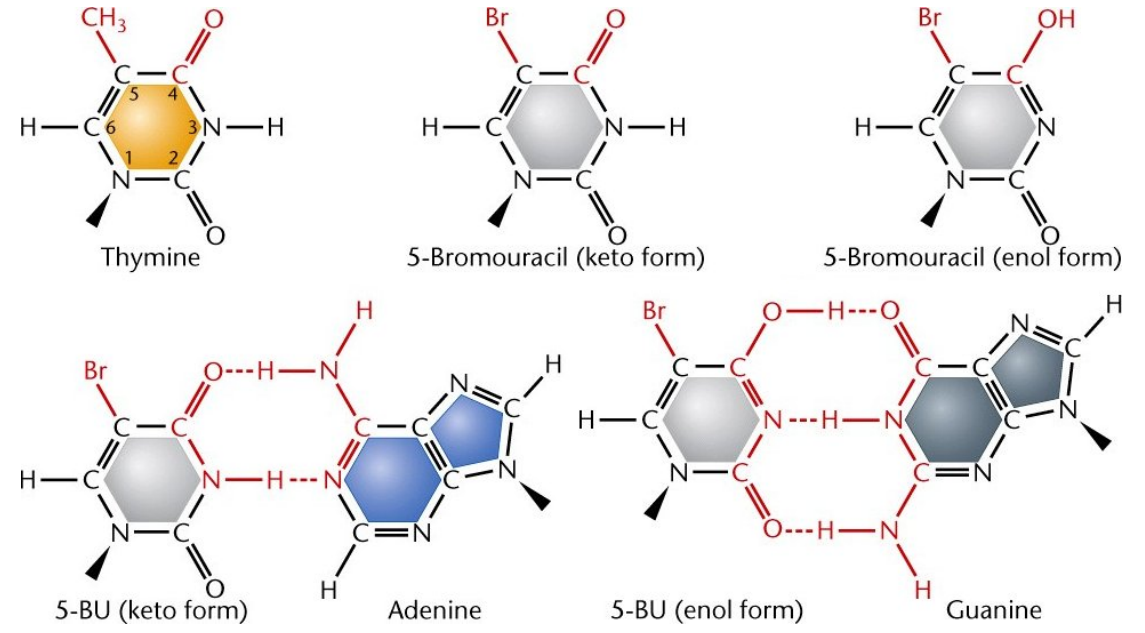 CH₃ O
C C
5 4
H C 6 3 N H
1 2
N C
O
Thymine
Br O
C C
H C N H
N C
O
5-Bromouracil (keto form)
Br OH
C C
H C N
N C
O
5-Bromouracil (enol form)
H
Br O H N
N H
C C C C C
H C N H N C N
N C C N
O H
5-BU (keto form) Adenine
Br O H O
N H
C C C C C
H C N H N C N
N C C N
O H N
H
5-BU (enol form) Guanine